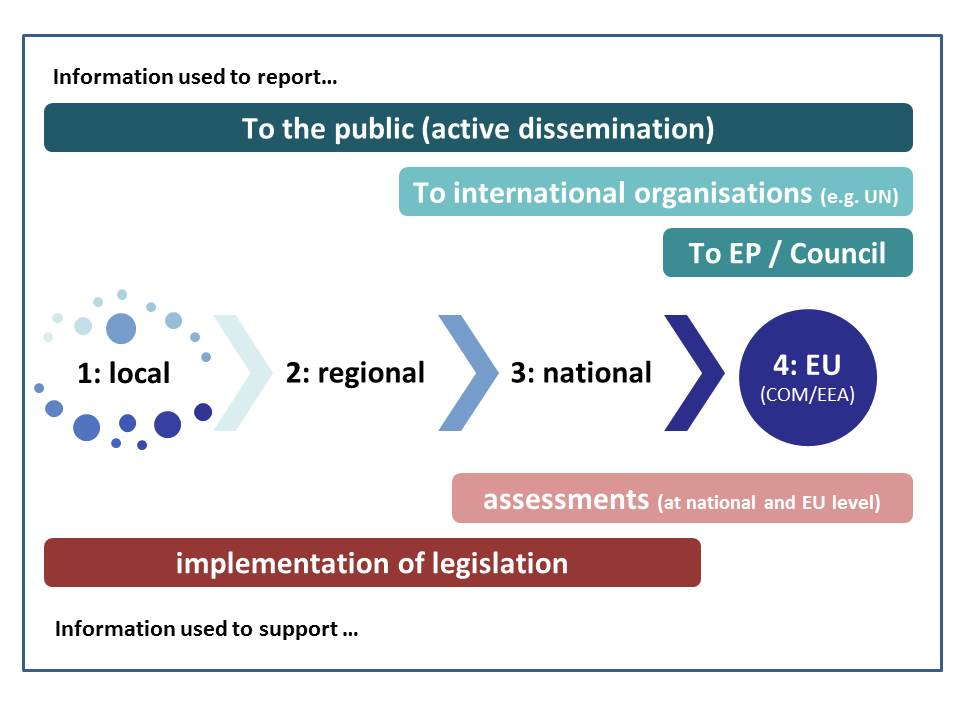 Information used to report...
To the public (active dissemination)
To international organisations (e.g. UN)
To EP / Council
1: local
2: regional
3: national
4: EU
(COM/EEA)
assessments (at national and EU level)
implementation of legislation
Information used to support ...